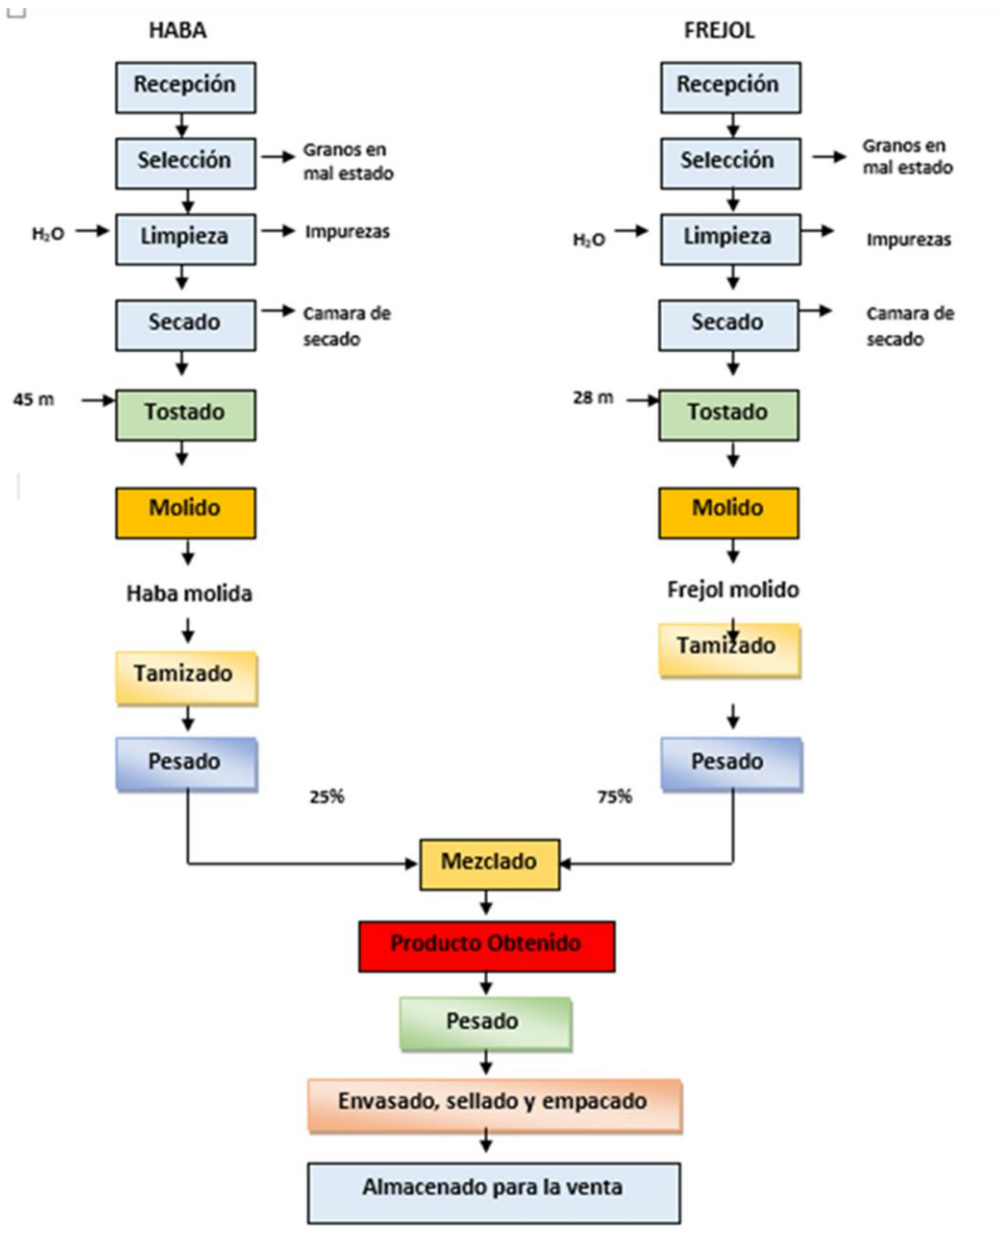 HABA
Recepción
Selección
Granos en
mal estado
H₂O
Limpieza
Impurezas
Secado
Camara de
secado
45 m
Tostado
Molido
Haba molida
Tamizado
Pesado
25%
FREJOL
Recepción
Selección
Granos en
mal estado
H₂O
Limpieza
Impurezas
Secado
Camara de
secado
28 m
Tostado
Molido
Frejol molido
Tamizado
Pesado
75%
Mezclado
Producto Obtenido
Pesado
Envasado, sellado y empacado
Almacenado para la venta